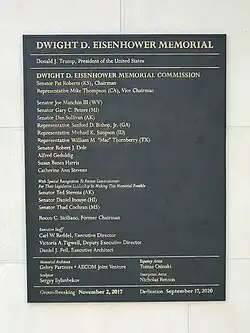 DWIGHT D. EISENHOWER MEMORIAL
Donald J. Trump, President of the United States
DWIGHT D. EISENHOWER MEMORIAL COMMISSION
Senator Pat Roberts (KS), Chairman
Representative Mike Thompson (CA), Vice Chairman
Senator Joe Manchin III (WV)
Senator Gary C. Peters (MI)
Senator Dan Sullivan (AK)
Representative Sanford D. Bishop, Jr. (GA)
Representative Michael K. Simpson (ID)
Representative William M. "Mac" Thornberry (TX)
Senator Robert J. Dole
Alfred Geduldig
Susan Banes Harris
Catherine Ann Stevens
With Special Recognition To Former Commissioners
For Their Legislative Leadership In Making This Memorial Possible
Senator Ted Stevens (AK)
Senator Daniel Inouye (HI)
Senator Thad Cochran (MS)
Rocco C. Siciliano, Former Chairman
Executive Staff
Carl W. Reddel, Executive Director
Victoria A. Tigwell, Deputy Executive Director
Daniel J. Feil, Executive Architect
Memorial Architect
Gehry Partners • AECOM Joint Venture
Tapestry Artist
Tomas Osinski
Sculptor
Sergey Eylanbekov
Inscription Artist
Nicholas Benson
Groundbreaking November 2, 2017
Dedication September 17, 2020